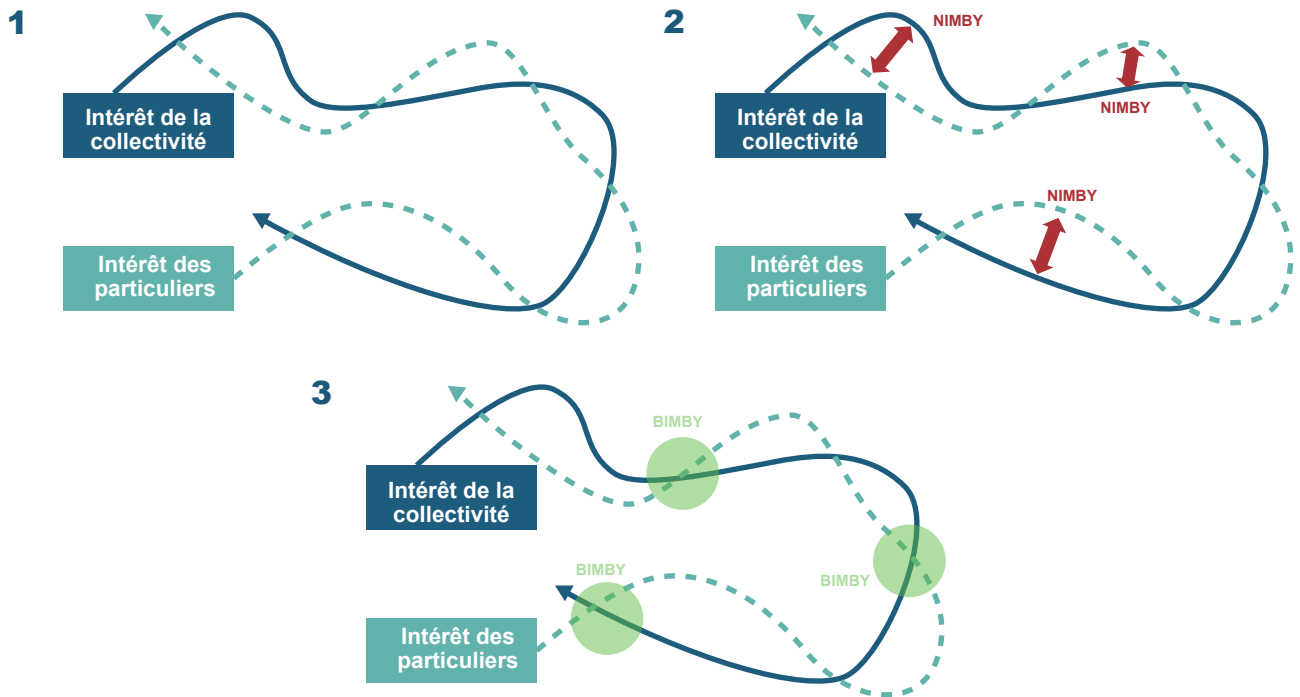 1
Intérêt de la
collectivité
Intérêt des
particuliers
2
NIMBY
Intérêt de la
collectivité
NIMBY
NIMBY
Intérêt des
particuliers
3
BIMBY
Intérêt de la
collectivité
BIMBY
BIMBY
Intérêt des
particuliers